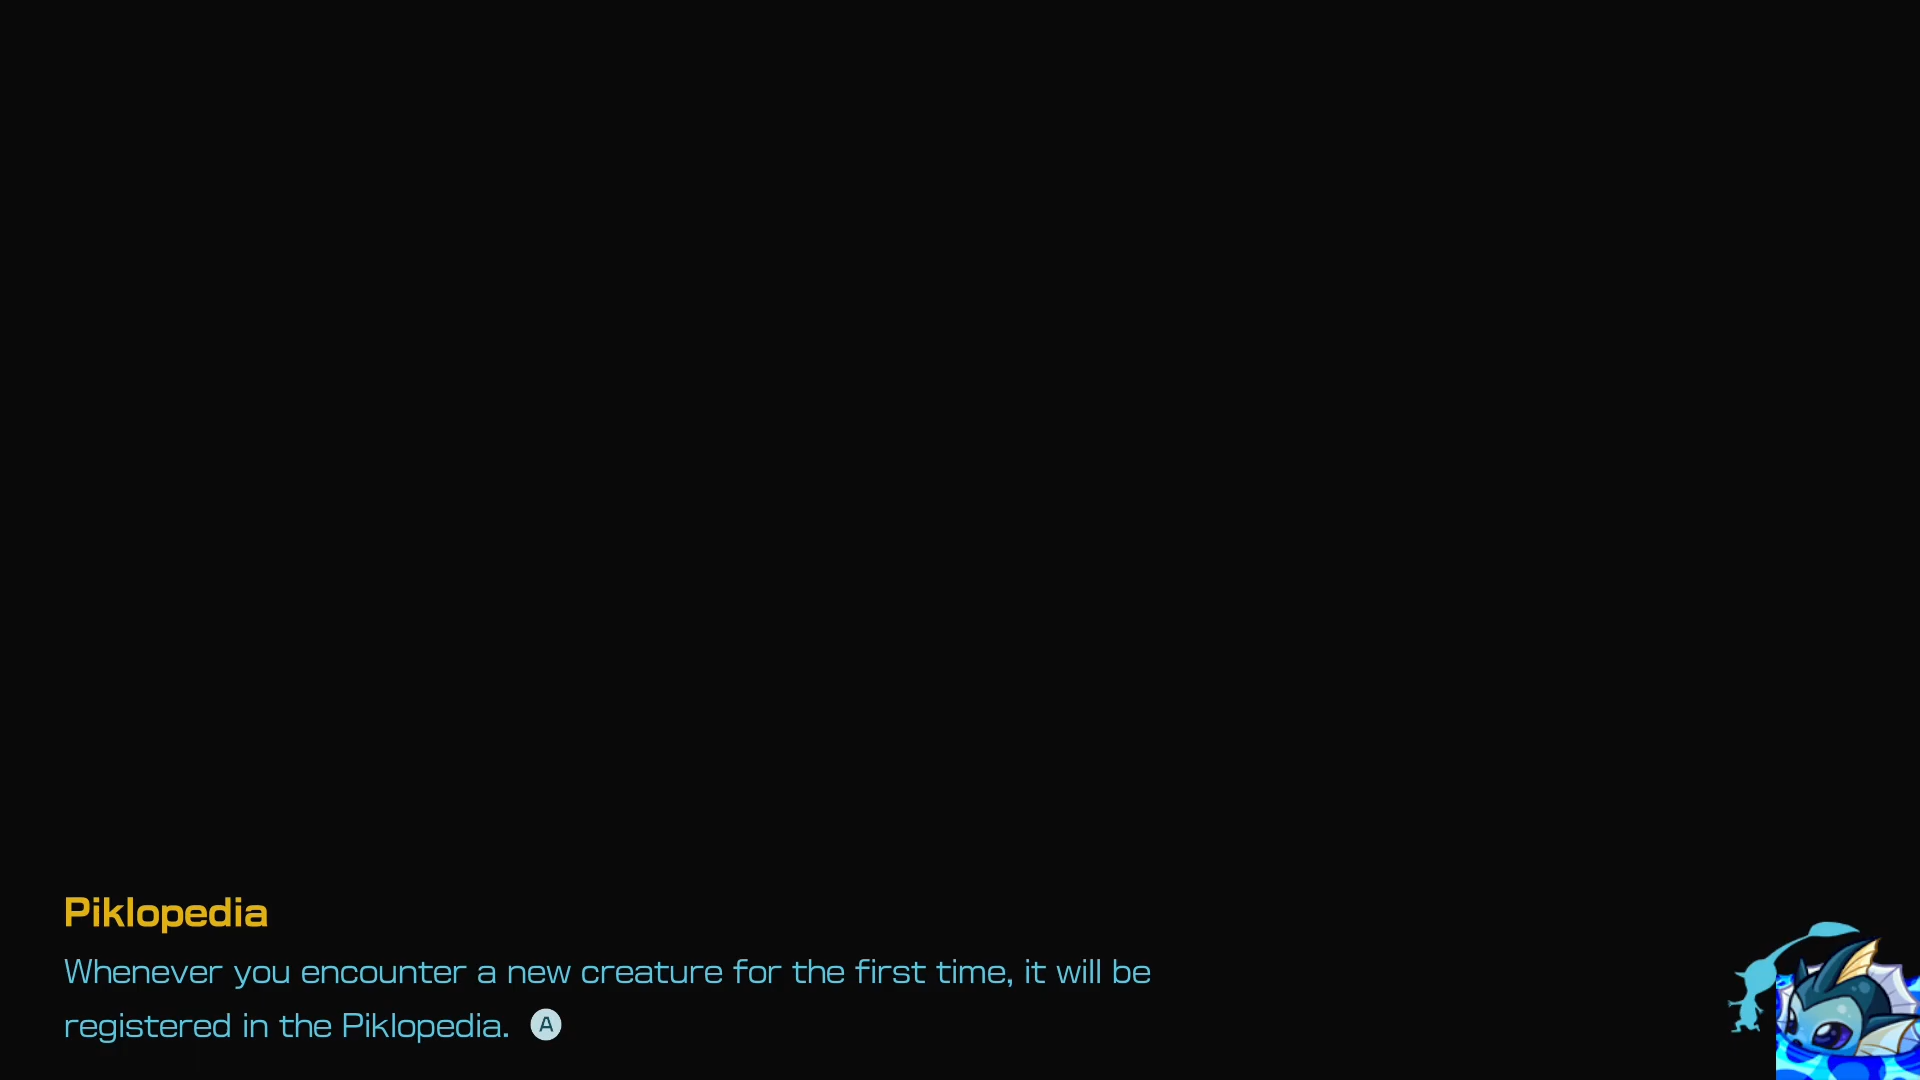 Piklopedia
Whenever you encounter a new creature for the first time, it will be
registered in the Piklopedia. A